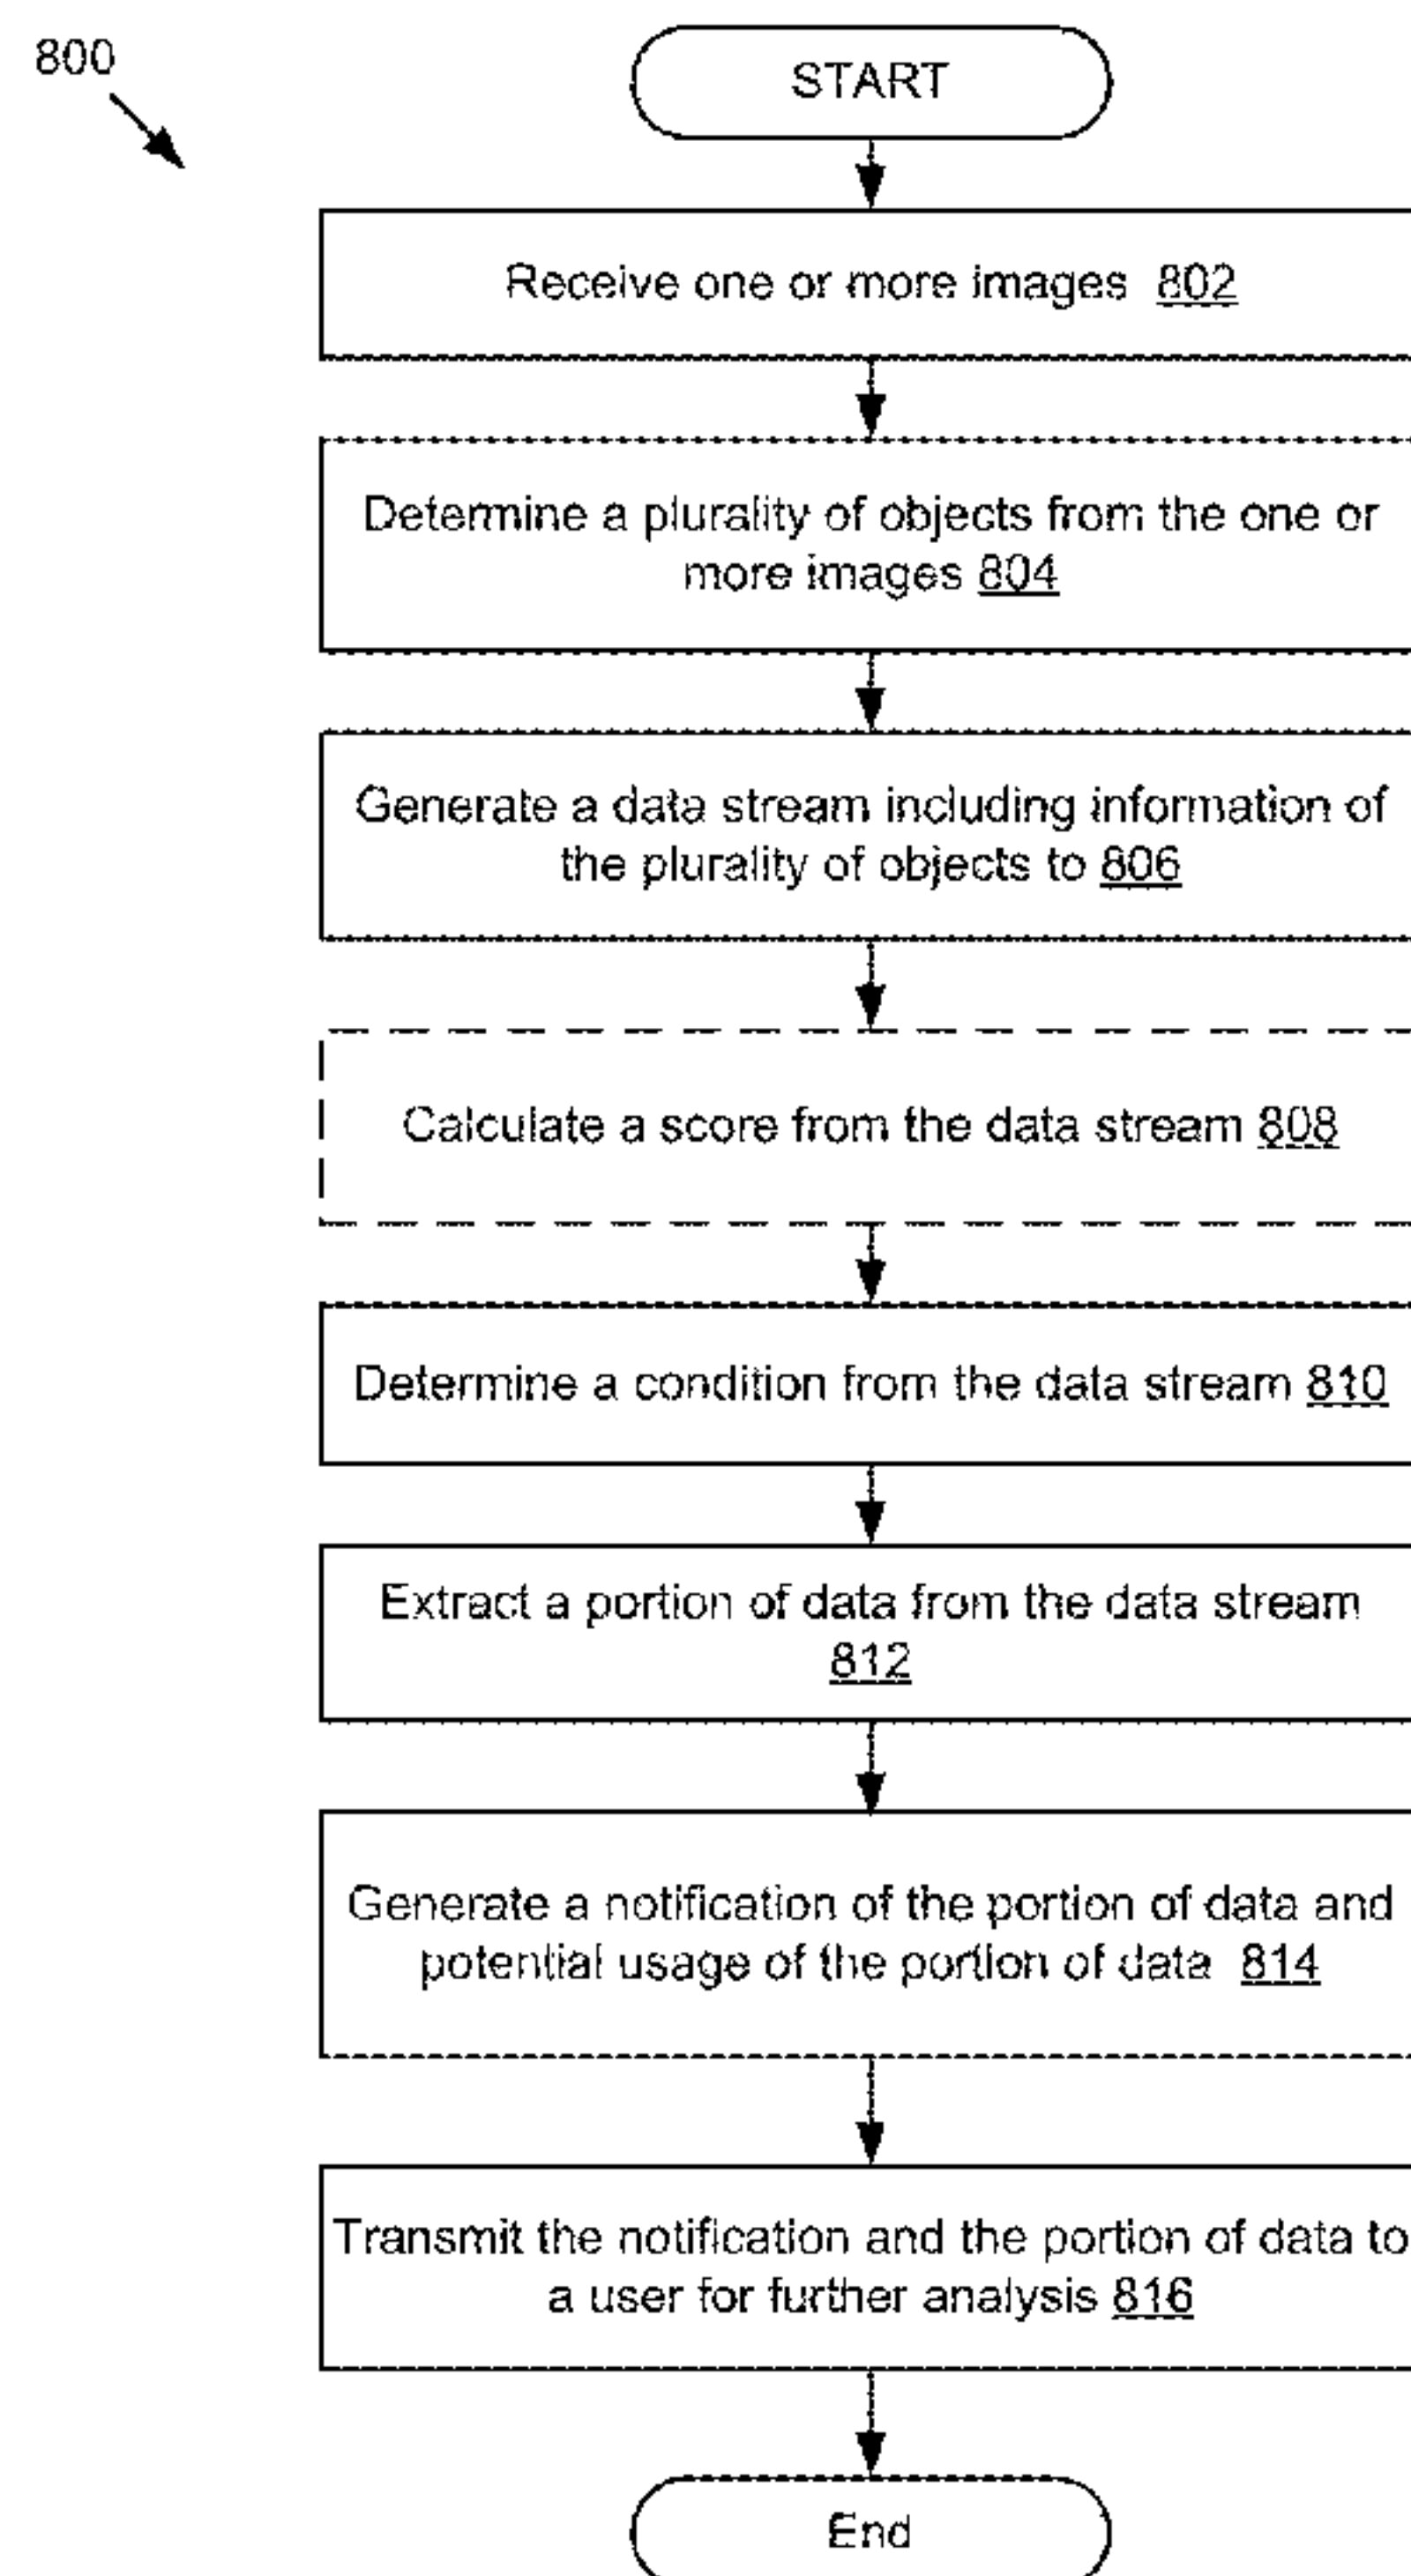 800
START
Receive one or more images 802
Determine a plurality of objects from the one or
more images 804
Generate a data stream including information of
the plurality of objects to 806
Calculate a score from the data stream 808
Determine a condition from the data stream 810
Extract a portion of data from the data stream
812
Generate a notification of the portion of data and
potential usage of the portion of data 814
Transmit the notification and the portion of data to
a user for further analysis 816
End